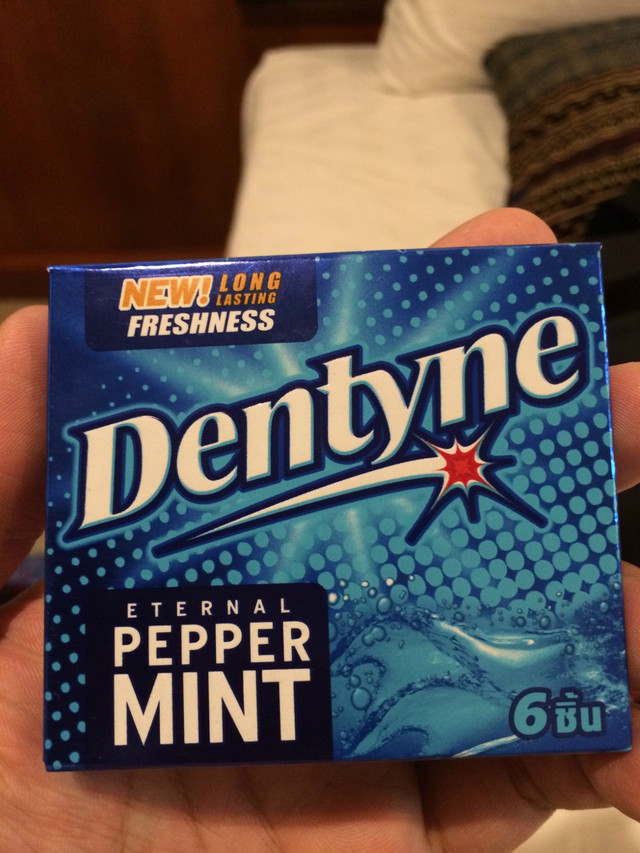 NEW! LONG
LASTING
FRESHNESS
Dentyne
ETERNAL
PEPPER
MINT
6 ชิ้น